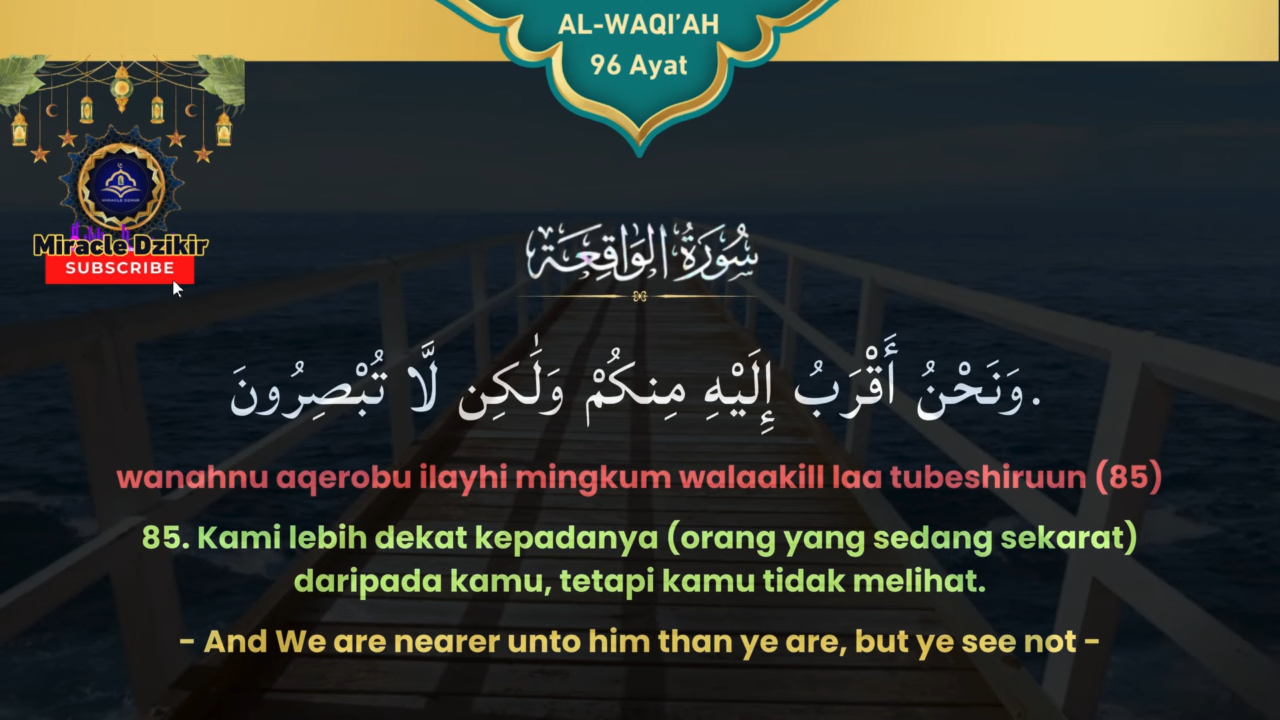 AL-WAQI'AH
96 Ayat
Miracle Dzikir
SUBSCRIBE
سُورَةُ الوَاقِعَة
وَنَحْنُ أَقْرَبُ إِلَيْهِ مِنكُمْ وَلَٰكِن لَّا تُبْصِرُونَ.
wanahnu aqerobu ilayhi mingkum walaakill laa tubeshiruun (85)
85. Kami lebih dekat kepadanya (orang yang sedang sekarat)
daripada kamu, tetapi kamu tidak melihat.
- And We are nearer unto him than ye are, but ye see not -